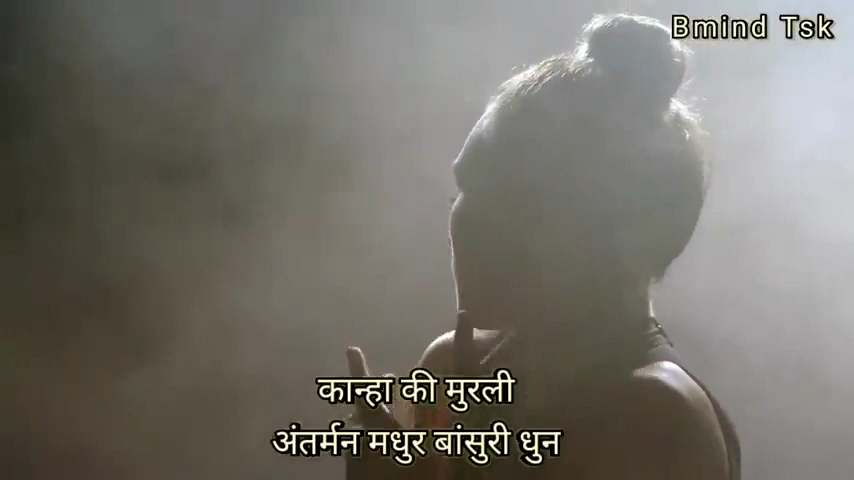 Bmind Tsk
कान्हा की मुरली
अंतर्मन मधुर बांसुरी धुन